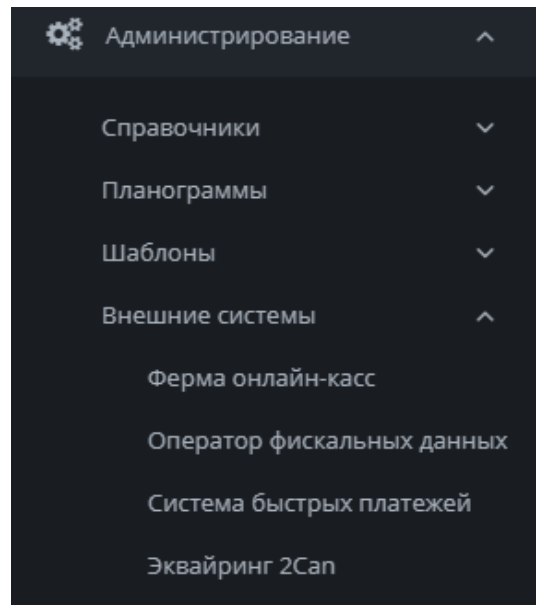 Администрирование
Справочники
Планограммы
Шаблоны
Внешние системы
Ферма онлайн-касс
Оператор фискальных данных
Система быстрых платежей
Эквайринг 2Can